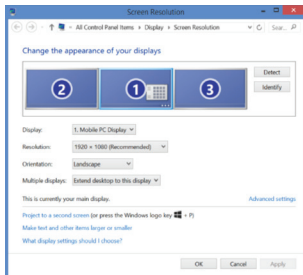 Screen Resolution
All Control Panel Items Display Screen Resolution
Change the appearance of your displays
2 1 3
Detect
Identify
Display: 1. Mobile PC Display
Resolution: 1920 × 1080 (Recommended)
Orientation: Landscape
Multiple displays: Extend desktop to this display
This is currently your main display. Advanced settings
Project to a second screen (or press the Windows logo key + P)
Make text and other items larger or smaller
What display settings should I choose?
OK Cancel Apply